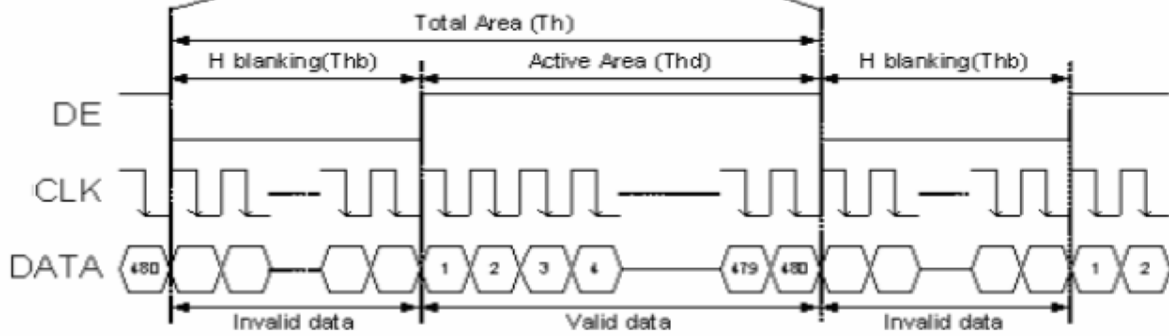 Total Area (Th)
H blanking(Thb) Active Area (Thd) H blanking(Thb)
DE
CLK
DATA 480 1 2 3 4 479 480 1 2
Invalid data Valid data Invalid data